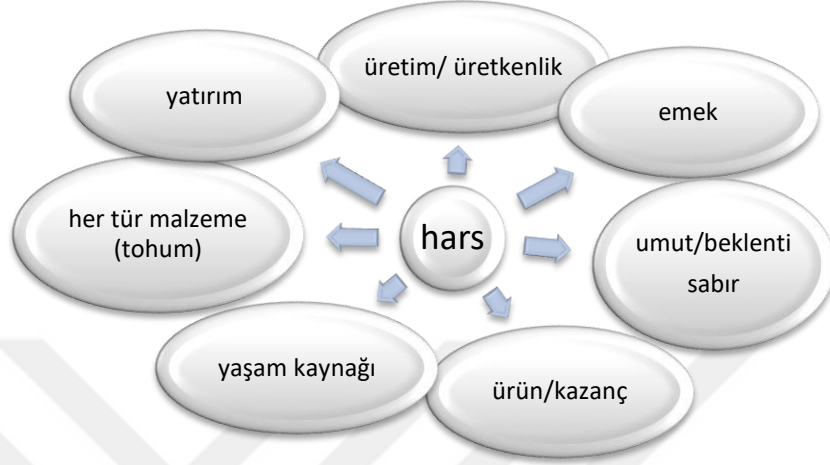 üretim/ üretkenlik
yatırım
emek
her tür malzeme
(tohum)
hars
umut/beklenti
sabır
yaşam kaynağı
ürün/kazanç